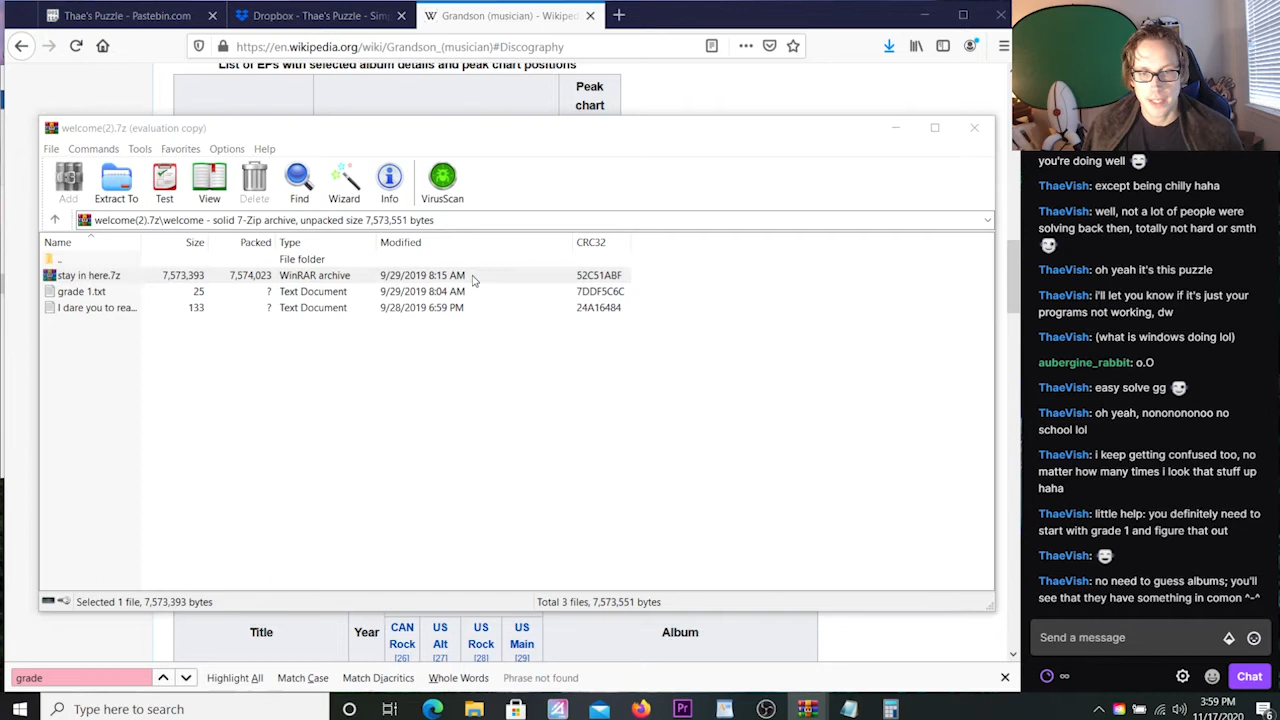 Thae's Puzzle - Pastebin.com
Dropbox - Thae's Puzzle - Sim
Grandson (musician) - Wikiped
https://en.wikipedia.org/wiki/Grandson_(musician)#Discography
List of EPs with selected album details and peak chart positions
Peak
chart
welcome(2).7z (evaluation copy)
File Commands Tools Favorites Options Help
Add Extract To Test View Delete Find Wizard Info VirusScan
welcome(2).7z\welcome - solid 7-Zip archive, unpacked size 7,573,551 bytes
Name Size Packed Type Modified CRC32
.. File folder
stay in here.7z 7,573,393 7,574,023 WinRAR archive 9/29/2019 8:15 AM 52C51ABF
grade 1.txt 25 ? Text Document 9/29/2019 8:04 AM 7DDF5C6C
I dare you to rea... 133 ? Text Document 9/28/2019 6:59 PM 24A16484
Selected 1 file, 7,573,393 bytes
Total 3 files, 7,573,551 bytes
Title Year CAN Rock [26] US Alt [27] US Rock [28] US Main [29] Album
grade Highlight All Match Case Match Diacritics Whole Words Phrase not found
Type here to search
you're doing well
ThaeVish: except being chilly haha
ThaeVish: well, not a lot of people were
solving back then, totally not hard or smth
ThaeVish: oh yeah it's this puzzle
ThaeVish: i'll let you know if it's just your
programs not working, dw
ThaeVish: (what is windows doing lol)
aubergine_rabbit: o.O
ThaeVish: easy solve gg
ThaeVish: oh yeah, nonononoono no
school lol
ThaeVish: i keep getting confused too, no
matter how many times i look that stuff up
haha
ThaeVish: little help: you definitely need to
start with grade 1 and figure that out
ThaeVish:
ThaeVish: no need to guess albums; you'll
see that they have something in comon ^-^
Send a message
∞
Chat
3:59 PM
11/17/2020